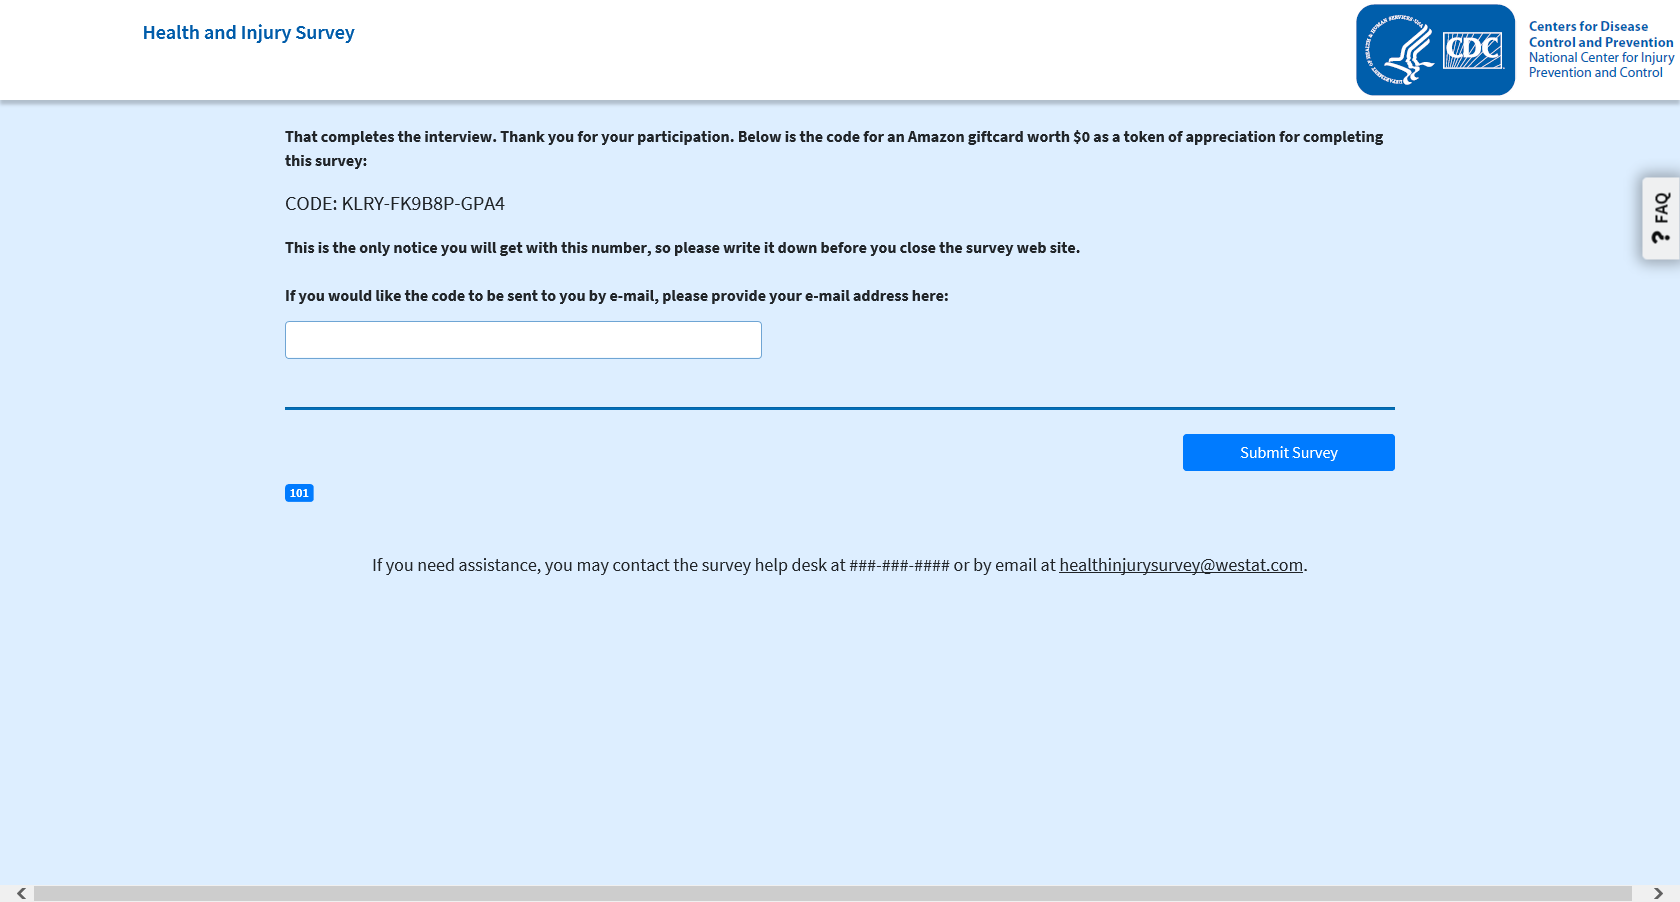 Health and Injury Survey
DEPARTMENT OF HEALTH & HUMAN SERVICES·USA
CDC
Centers for Disease
Control and Prevention
National Center for Injury
Prevention and Control
That completes the interview. Thank you for your participation. Below is the code for an Amazon giftcard worth $0 as a token of appreciation for completing
this survey:
CODE: KLRY-FK9B8P-GPA4
? FAQ
This is the only notice you will get with this number, so please write it down before you close the survey web site.
If you would like the code to be sent to you by e-mail, please provide your e-mail address here:
Submit Survey
101
If you need assistance, you may contact the survey help desk at ###-###-#### or by email at healthinjurysurvey@westat.com.